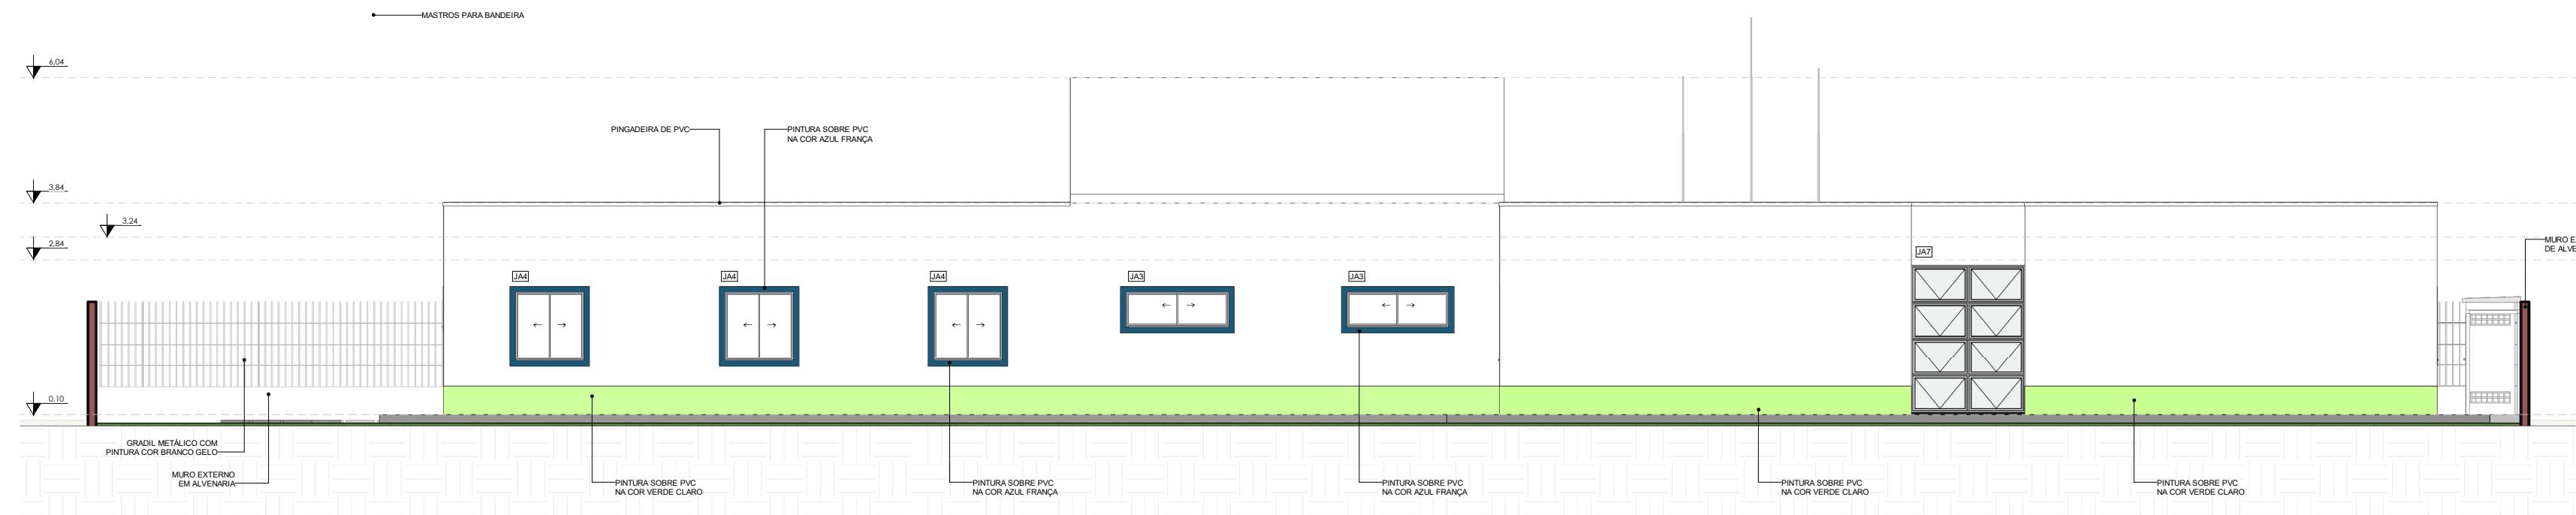 MASTROS PARA BANDEIRA
6,04
PINGADEIRA DE PVC
PINTURA SOBRE PVC
NA COR AZUL FRANÇA
3,84
3,24
2,84
MURO E
DE ALVE
JA4
JA4
JA4
JA3
JA3
JA7
0,10
GRADIL METÁLICO COM
PINTURA COR BRANCO GELO
MURO EXTERNO
EM ALVENARIA
PINTURA SOBRE PVC
NA COR VERDE CLARO
PINTURA SOBRE PVC
NA COR AZUL FRANÇA
PINTURA SOBRE PVC
NA COR AZUL FRANÇA
PINTURA SOBRE PVC
NA COR VERDE CLARO
PINTURA SOBRE PVC
NA COR VERDE CLARO